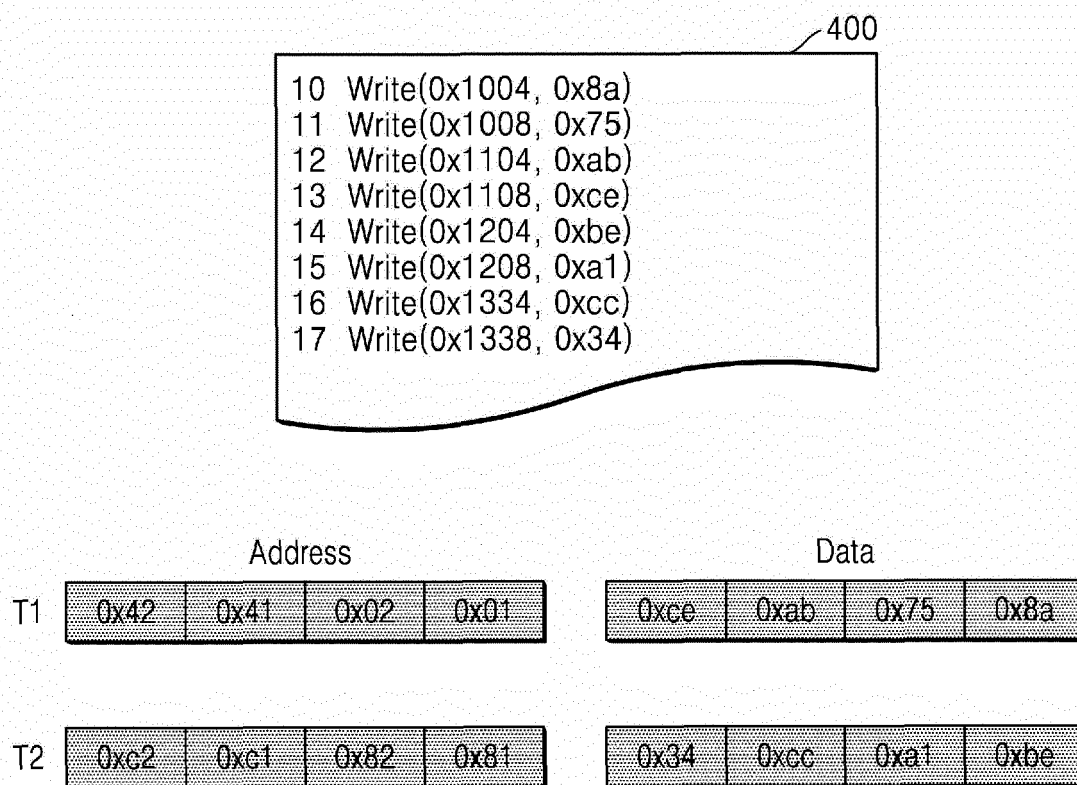 400
10 Write(0x1004, 0x8a)
11 Write(0x1008, 0x75)
12 Write(0x1104, 0xab)
13 Write(0x1108, 0xce)
14 Write(0x1204, 0xbe)
15 Write(0x1208, 0xa1)
16 Write(0x1334, 0xcc)
17 Write(0x1338, 0x34)
Address Data
T1 0x42 0x41 0x02 0x01 0xce 0xab 0x75 0x8a
T2 0xc2 0xc1 0x82 0x81 0x34 0xcc 0xa1 0xbe